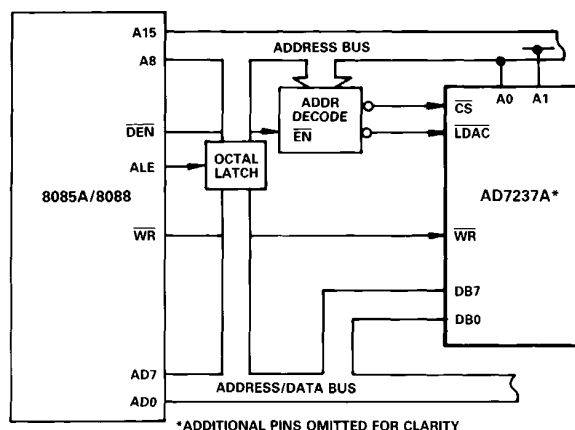 A15
ADDRESS BUS
A8
ADDR
DECODE
EN
A0 A1
CS
LDAC
DEN
ALE
OCTAL
LATCH
8085A/8088
AD7237A*
WR
WR
DB7
DB0
AD7
ADDRESS/DATA BUS
AD0
*ADDITIONAL PINS OMITTED FOR CLARITY